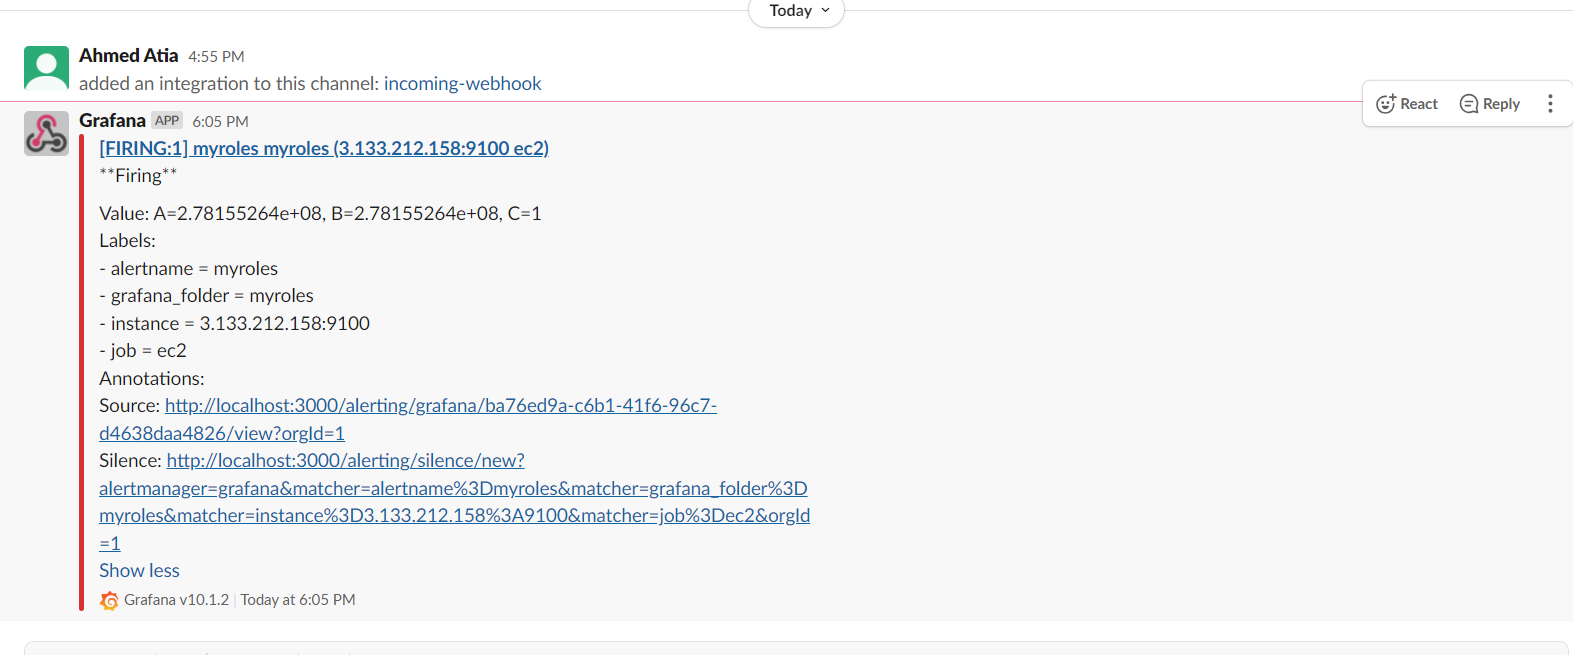 Today
Ahmed Atia 4:55 PM
added an integration to this channel: incoming-webhook
React Reply
Grafana APP 6:05 PM
[FIRING:1] myroles myroles (3.133.212.158:9100 ec2)
**Firing**
Value: A=2.78155264e+08, B=2.78155264e+08, C=1
Labels:
- alertname = myroles
- grafana_folder = myroles
- instance = 3.133.212.158:9100
- job = ec2
Annotations:
Source: http://localhost:3000/alerting/grafana/ba76ed9a-c6b1-41f6-96c7-
d4638daa4826/view?orgId=1
Silence: http://localhost:3000/alerting/silence/new?
alertmanager=grafana&matcher=alertname%3Dmyroles&matcher=grafana_folder%3D
myroles&matcher=instance%3D3.133.212.158%3A9100&matcher=job%3Dec2&orgId
=1
Show less
Grafana v10.1.2 | Today at 6:05 PM